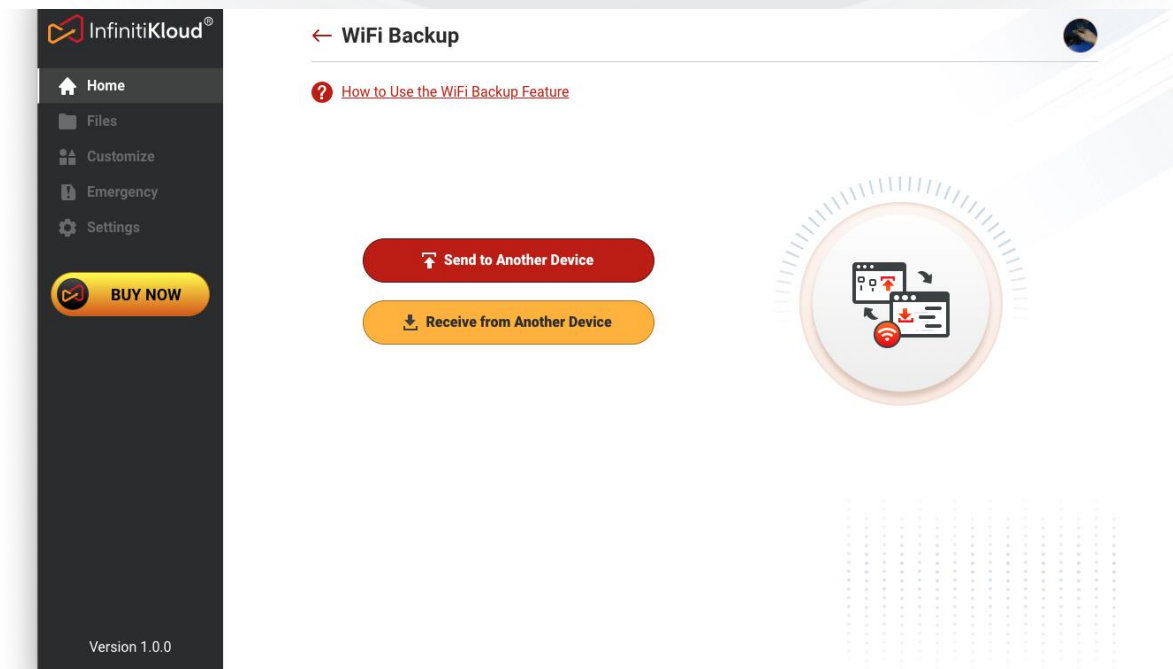 InfinitiKloud®
Home
Files
Customize
Emergency
Settings
BUY NOW
Version 1.0.0
← WiFi Backup
? How to Use the WiFi Backup Feature
Send to Another Device
Receive from Another Device